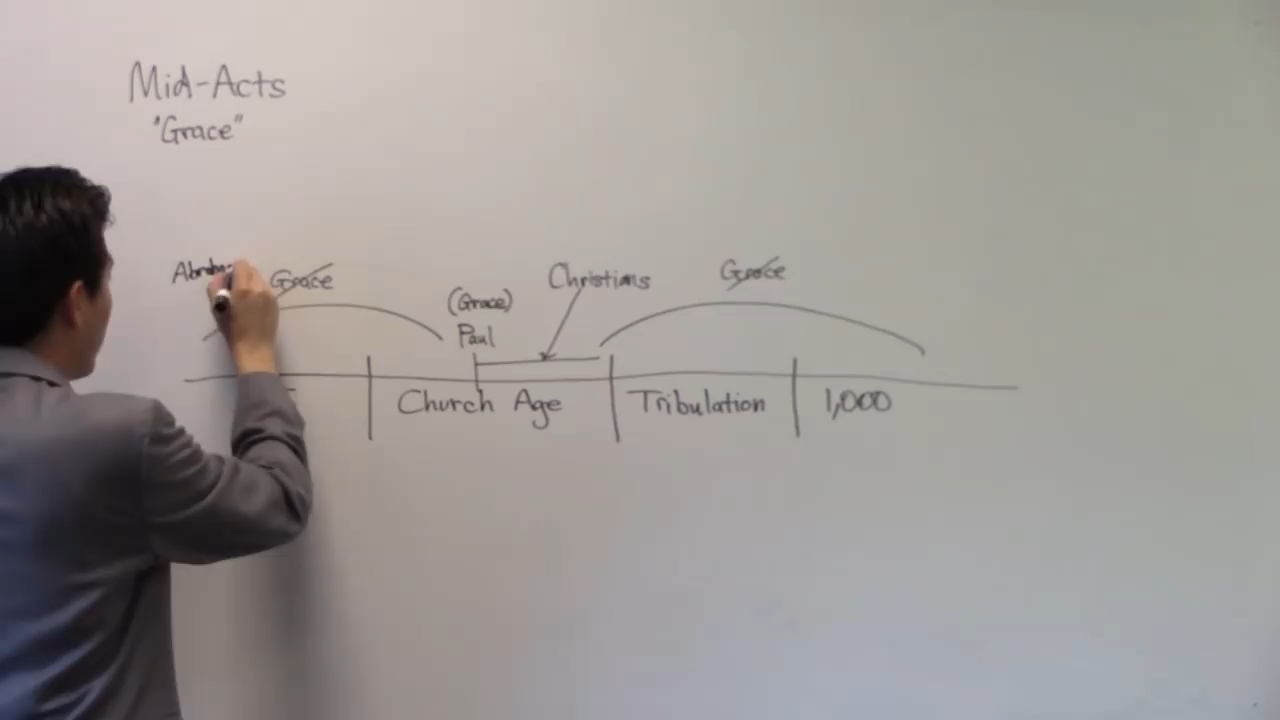 Mid-Acts
"Grace"
Grace
Christians
Grace
(Grace)
Paul
Church Age
Tribulation
1,000